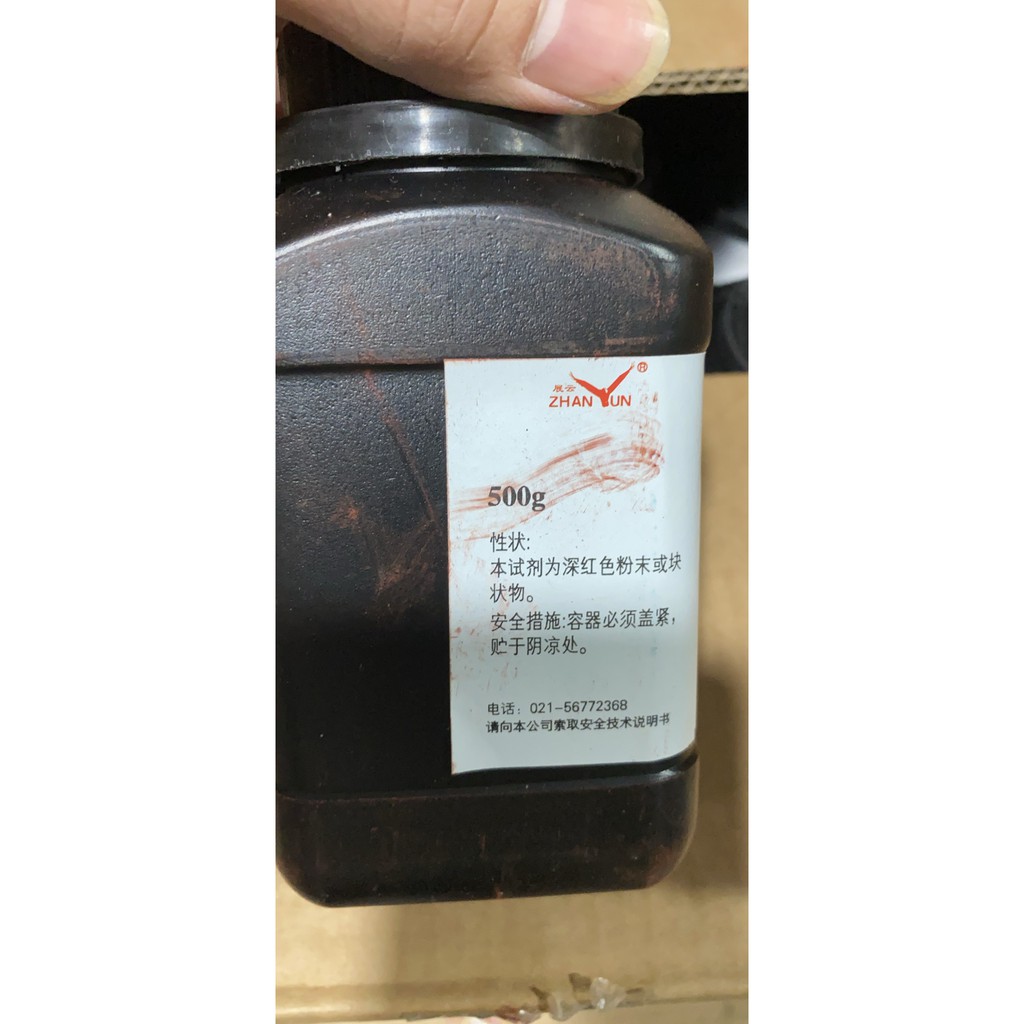 展云
ZHAN YUN ®
500g
性状:
本试剂为深红色粉末或块
状物。
安全措施:容器必须盖紧，
贮于阴凉处。
电话：021-56772368
请向本公司索取安全技术说明书